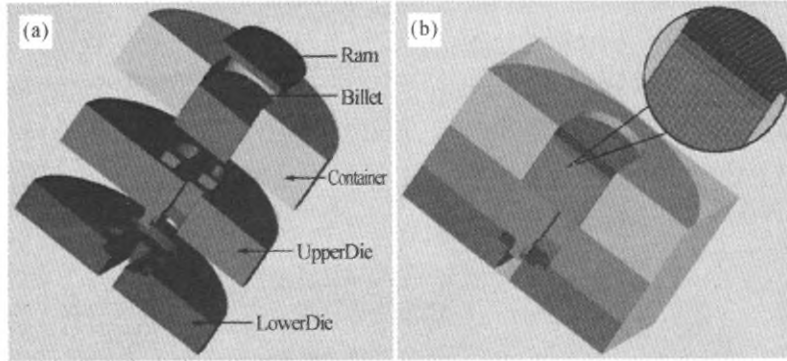 (a)
Ram
Billet
Container
UpperDie
LowerDie
(b)